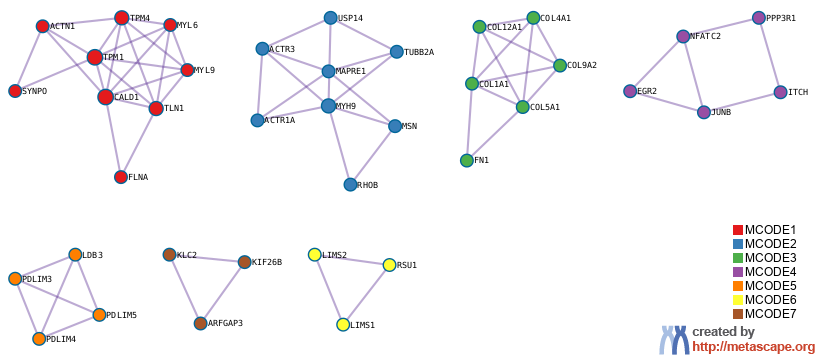 ACTN1
TPM4
MYL6
TPM1
MYL9
SYNPO
CALD1
TLN1
FLNA
USP14
ACTR3
TUBB2A
MAPRE1
MYH9
ACTR1A
MSN
RHOB
COL4A1
COL12A1
COL9A2
COL1A1
COL5A1
FN1
PPP3R1
NFATC2
EGR2
ITCH
JUNB
LDB3
PDLIM3
PDLIM5
PDLIM4
KLC2
KIF26B
ARFGAP3
LIMS2
RSU1
LIMS1
MCODE1
MCODE2
MCODE3
MCODE4
MCODE5
MCODE6
MCODE7
created by
http://metascape.org